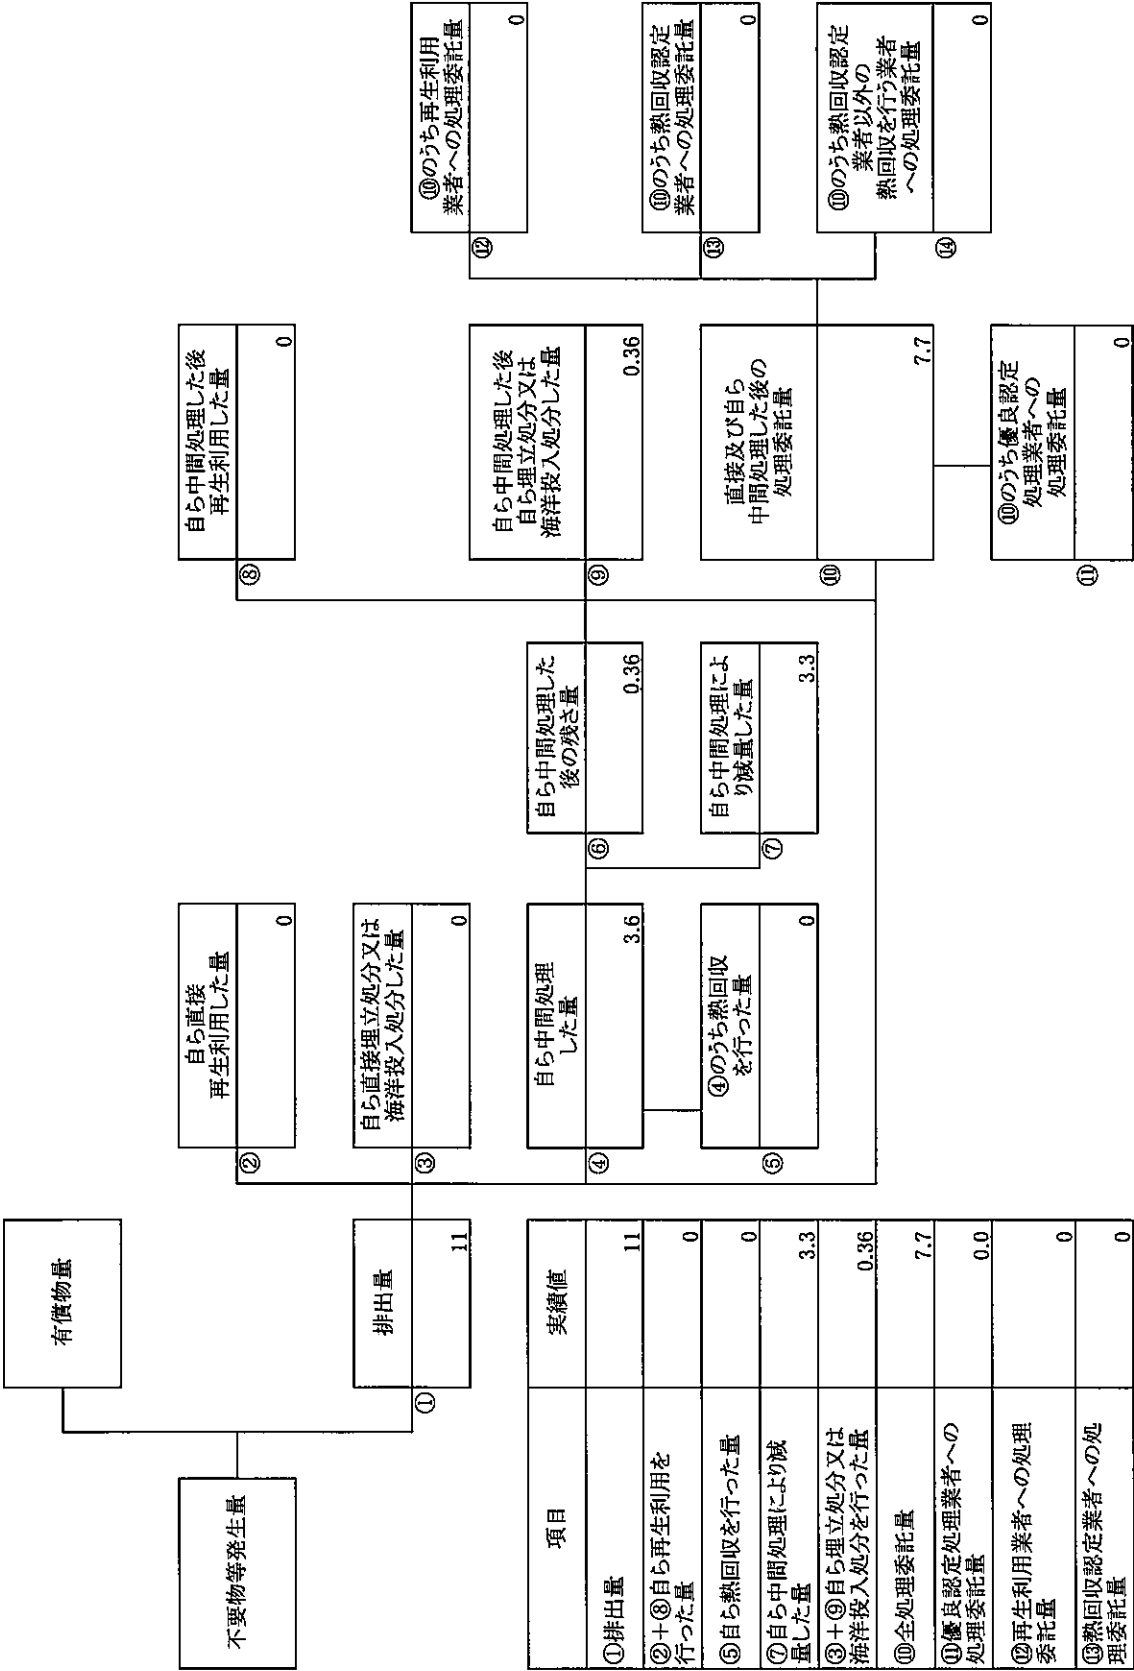 不要物等発生量
有償物量
①
排出量
11
②
自ら直接
再生利用した量
0
③
自ら直接埋立処分又は
海洋投入処分した量
0
④
自ら中間処理
した量
3.6
⑤
④のうち熱回収
を行った量
0
⑥
自ら中間処理した
後の残さ量
0.36
⑦
自ら中間処理によ
り減量した量
3.3
⑧
自ら中間処理した後
再生利用した量
0
⑨
自ら中間処理した後
自ら埋立処分又は
海洋投入処分した量
0.36
⑩
直接及び自ら
中間処理した後の
処理委託量
7.7
⑪
⑩のうち優良認定
処理業者への
処理委託量
0
⑫
⑩のうち再生利用
業者への処理委託量
0
⑬
⑩のうち熱回収認定
業者への処理委託量
0
⑭
⑩のうち熱回収認定
業者以外の
熱回収を行う業者
への処理委託量
0
項目
実績値
①排出量
11
②+⑧自ら再生利用を
行った量
0
⑤自ら熱回収を行った量
0
⑦自ら中間処理により減
量した量
3.3
③+⑨自ら埋立処分又は
海洋投入処分を行った量
0.36
⑩全処理委託量
7.7
⑪優良認定処理業者への
処理委託量
0.0
⑫再生利用業者への処理
委託量
0
⑬熱回収認定業者への処
理委託量
0